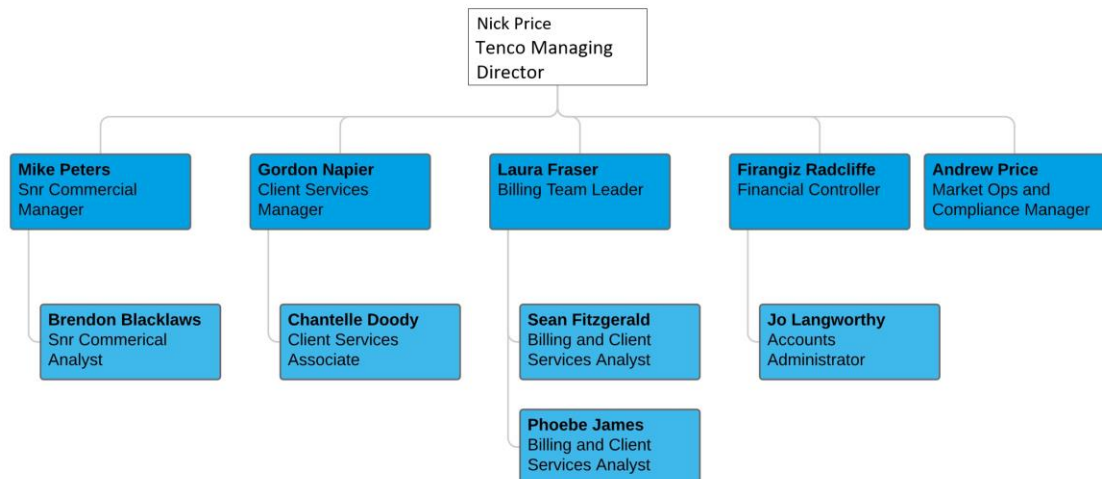 Nick Price
Tenco Managing
Director
Mike Peters
Snr Commercial
Manager
Gordon Napier
Client Services
Manager
Laura Fraser
Billing Team Leader
Firangiz Radcliffe
Financial Controller
Andrew Price
Market Ops and
Compliance Manager
Brendon Blacklaws
Snr Commerical
Analyst
Chantelle Doody
Client Services
Associate
Sean Fitzgerald
Billing and Client
Services Analyst
Jo Langworthy
Accounts
Administrator
Phoebe James
Billing and Client
Services Analyst